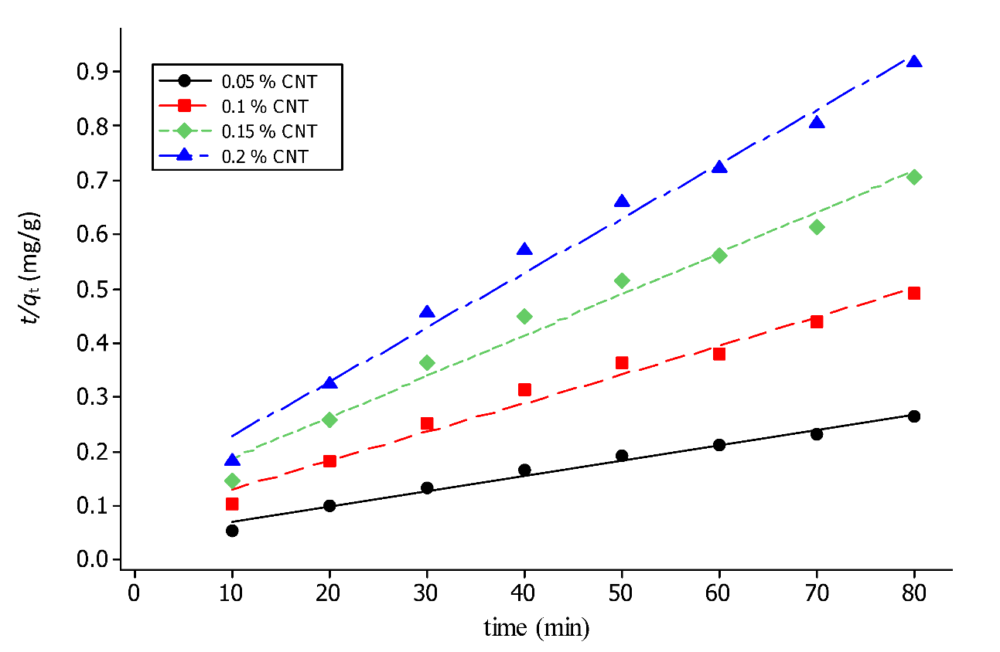 0.9
0.8
0.7
0.6
0.5
0.4
0.3
0.2
0.1
0.0
t/qt (mg/g)
0.05 % CNT
0.1 % CNT
0.15 % CNT
0.2 % CNT
0 10 20 30 40 50 60 70 80
time (min)